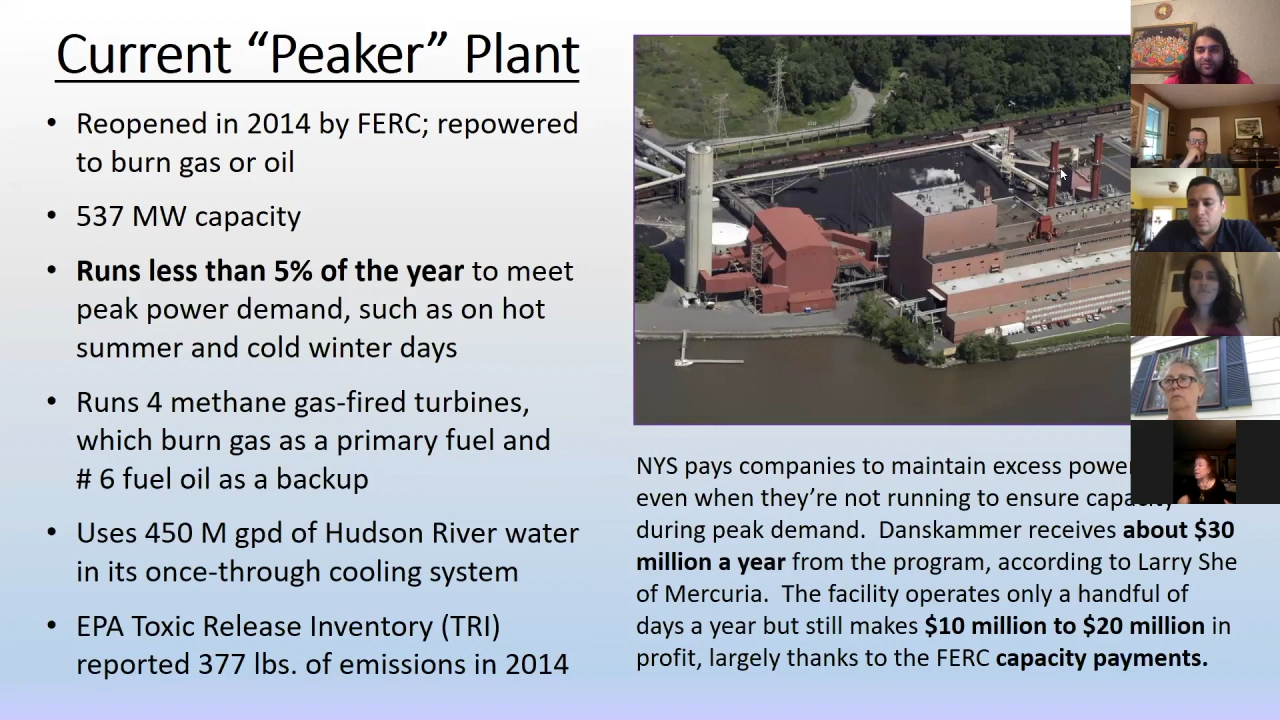 Current “Peaker” Plant
• Reopened in 2014 by FERC; repowered
to burn gas or oil
• 537 MW capacity
• Runs less than 5% of the year to meet
peak power demand, such as on hot
summer and cold winter days
• Runs 4 methane gas-fired turbines,
which burn gas as a primary fuel and
# 6 fuel oil as a backup
• Uses 450 M gpd of Hudson River water
in its once-through cooling system
• EPA Toxic Release Inventory (TRI)
reported 377 lbs. of emissions in 2014
NYS pays companies to maintain excess power
even when they’re not running to ensure capacity
during peak demand.  Danskammer receives about $30
million a year from the program, according to Larry She
of Mercuria.  The facility operates only a handful of
days a year but still makes $10 million to $20 million in
profit, largely thanks to the FERC capacity payments.